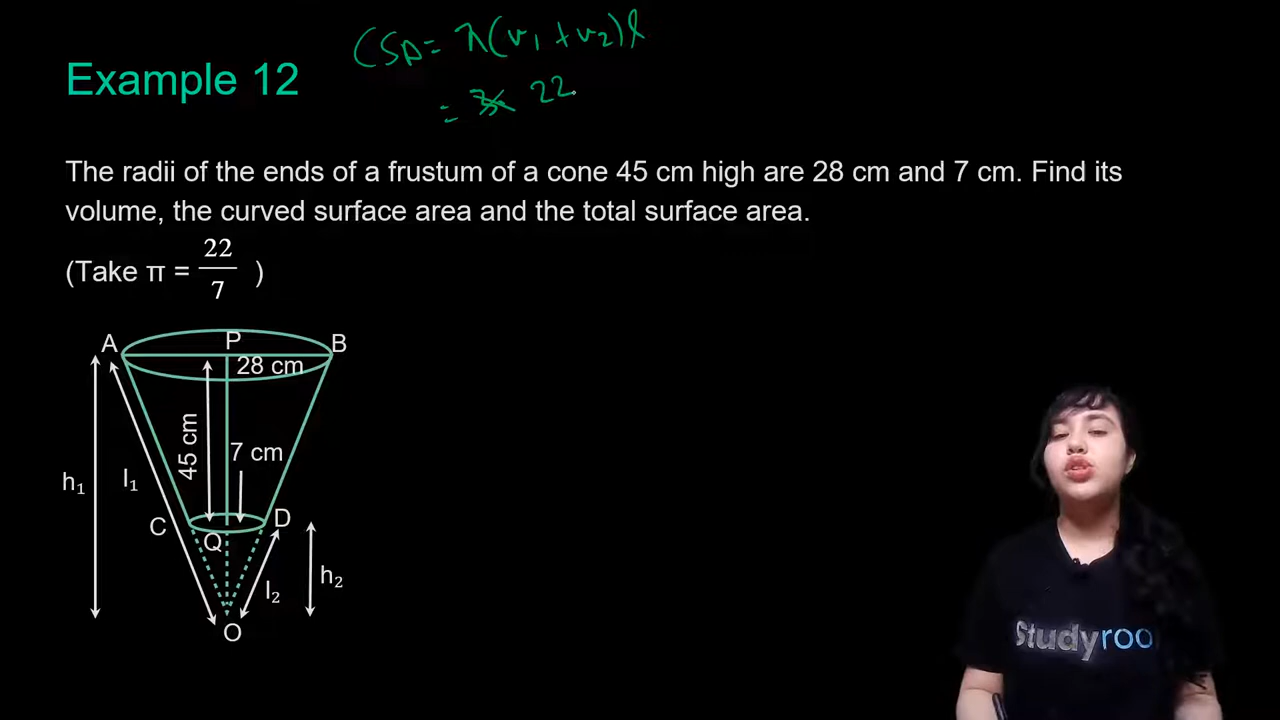 CSA = π(r₁ + r₂)l
Example 12
= 22
The radii of the ends of a frustum of a cone 45 cm high are 28 cm and 7 cm. Find its
volume, the curved surface area and the total surface area.
(Take π = 22/7 )
A P B
28 cm
45 cm
7 cm
h₁ l₁
C Q D
l₂ h₂
O
Studyroo